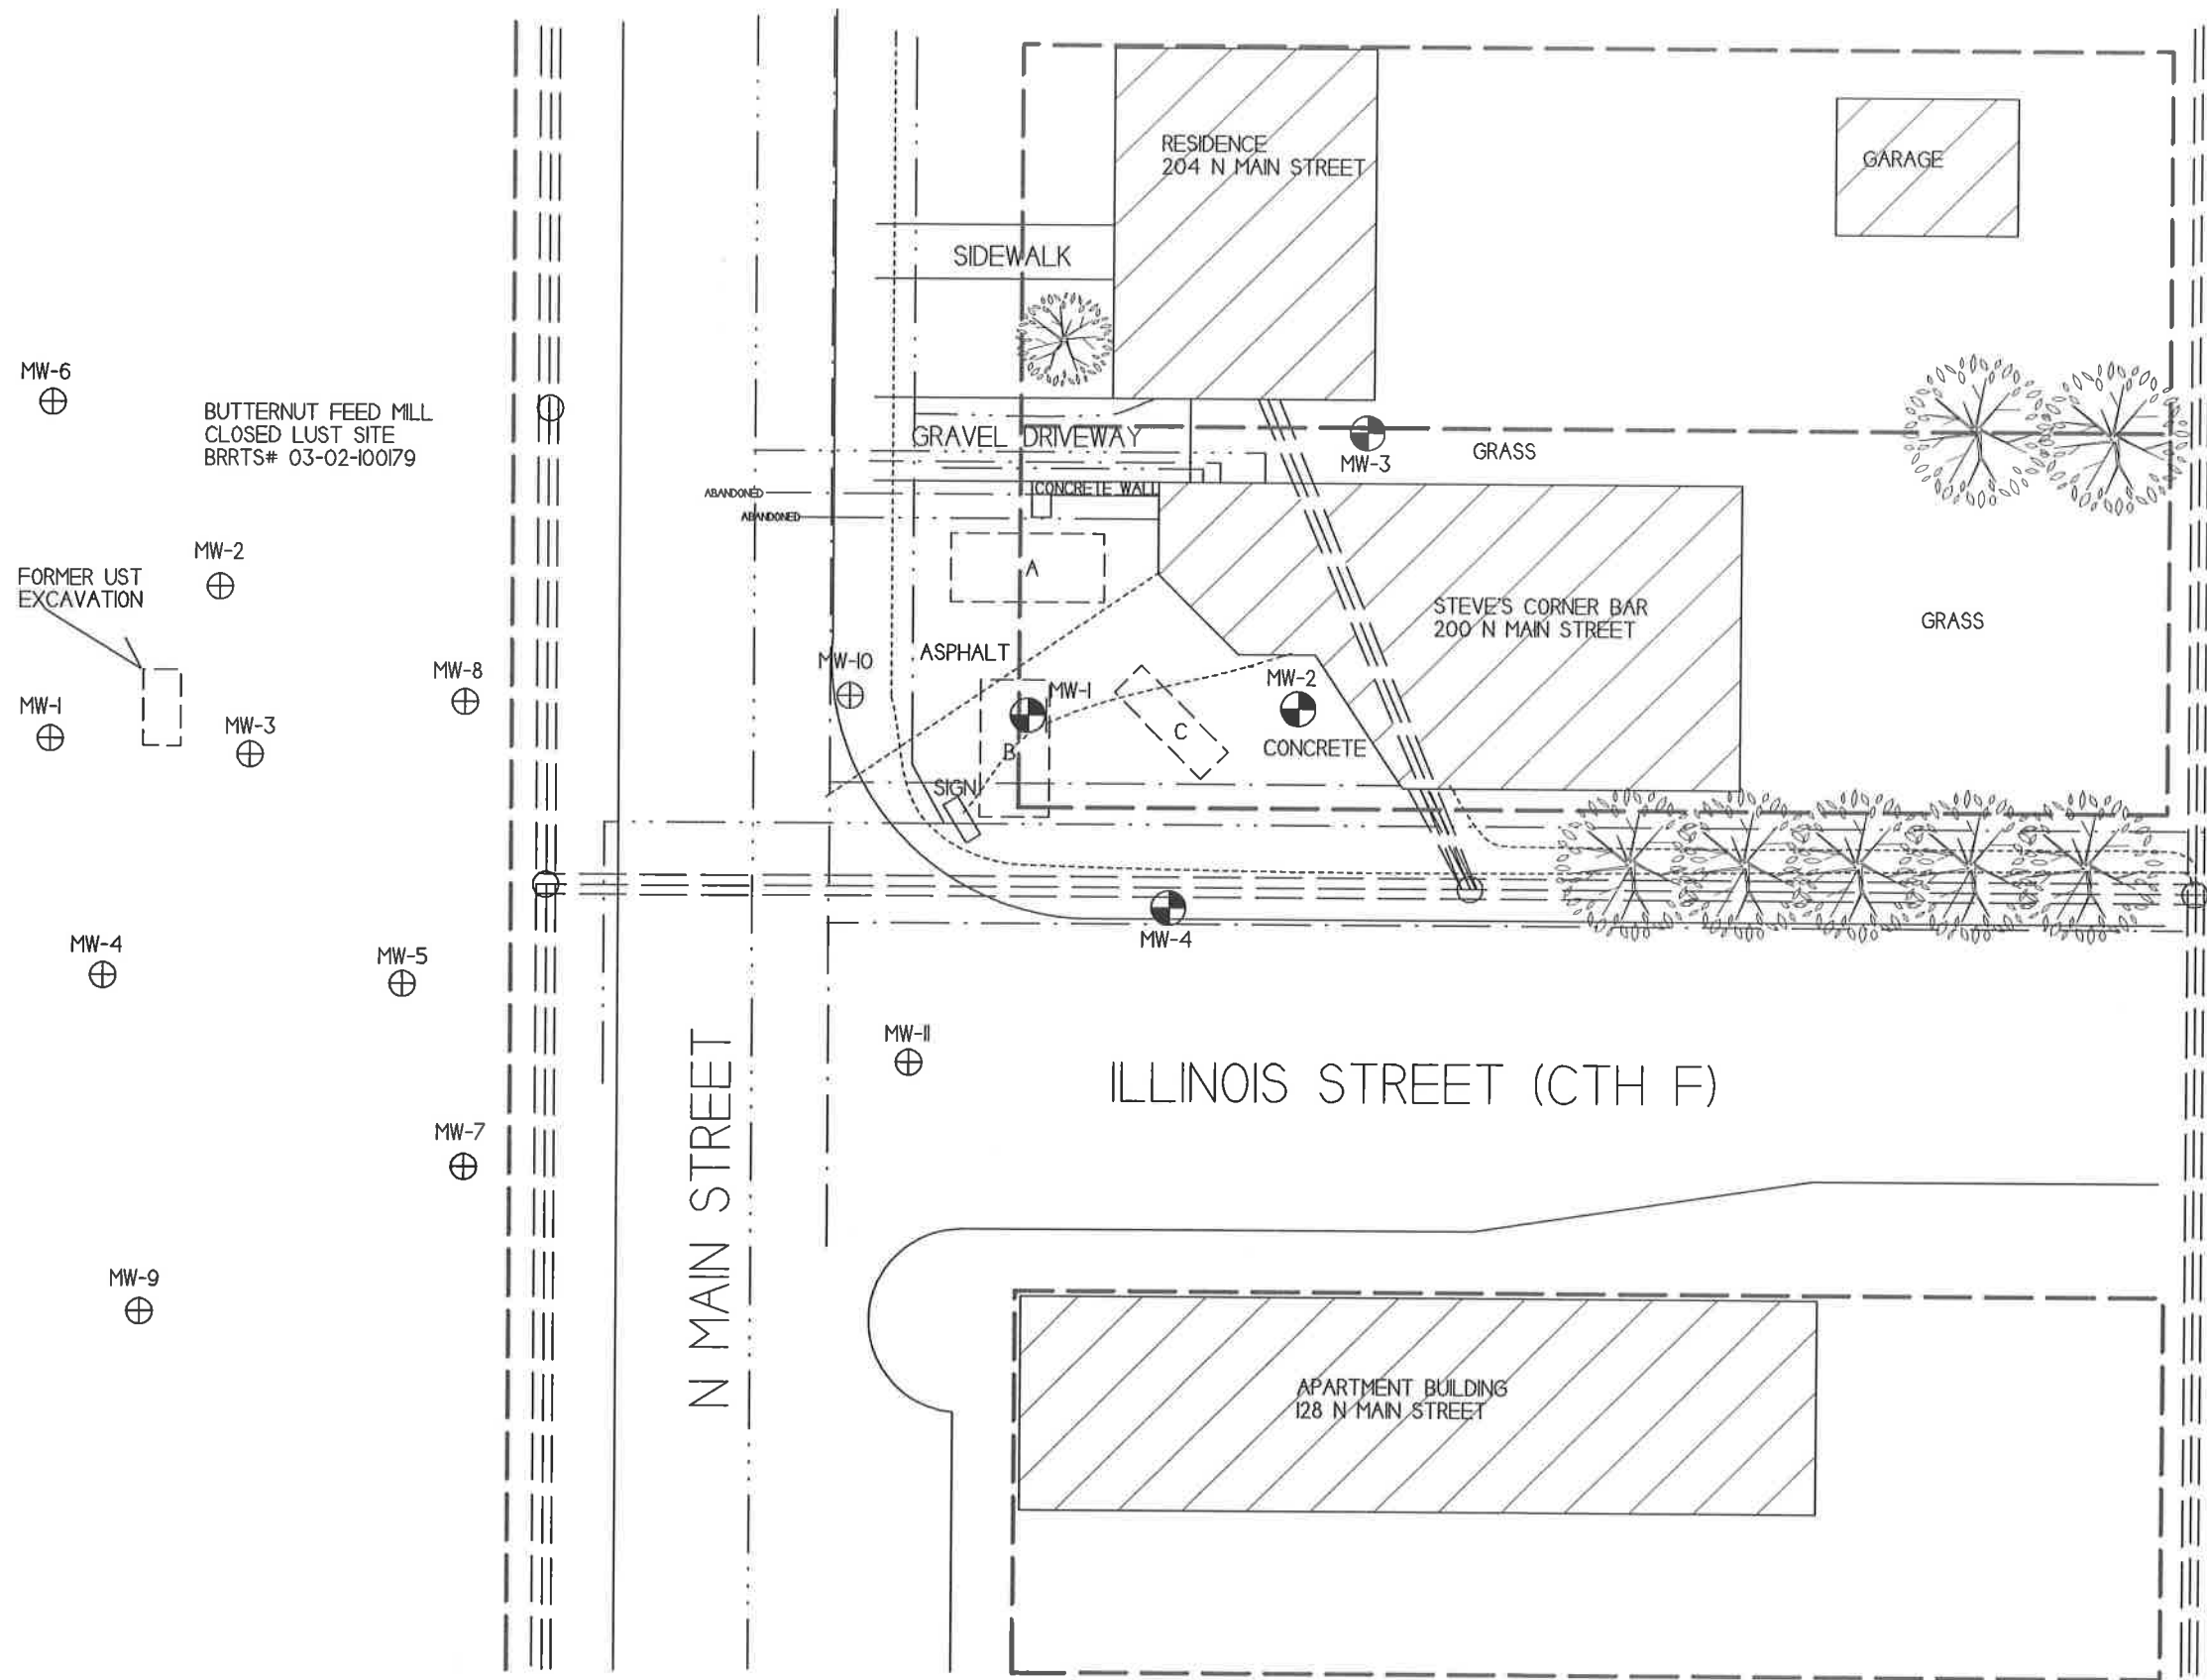 RESIDENCE
204 N MAIN STREET
GARAGE
SIDEWALK
MW-6
BUTTERNUT FEED MILL
CLOSED LUST SITE
BRRTS# 03-02-100179
GRAVEL DRIVEWAY
MW-3
GRASS
ABANDONED
CONCRETE WALL
ABANDONED
MW-2
FORMER UST
EXCAVATION
A
STEVE'S CORNER BAR
200 N MAIN STREET
GRASS
ASPHALT
MW-10
MW-8
MW-1
MW-2
MW-1
MW-3
B
C
CONCRETE
SIGN
MW-4
MW-4
MW-5
MW-11
ILLINOIS STREET (CTH F)
N MAIN STREET
MW-7
MW-9
APARTMENT BUILDING
128 N MAIN STREET